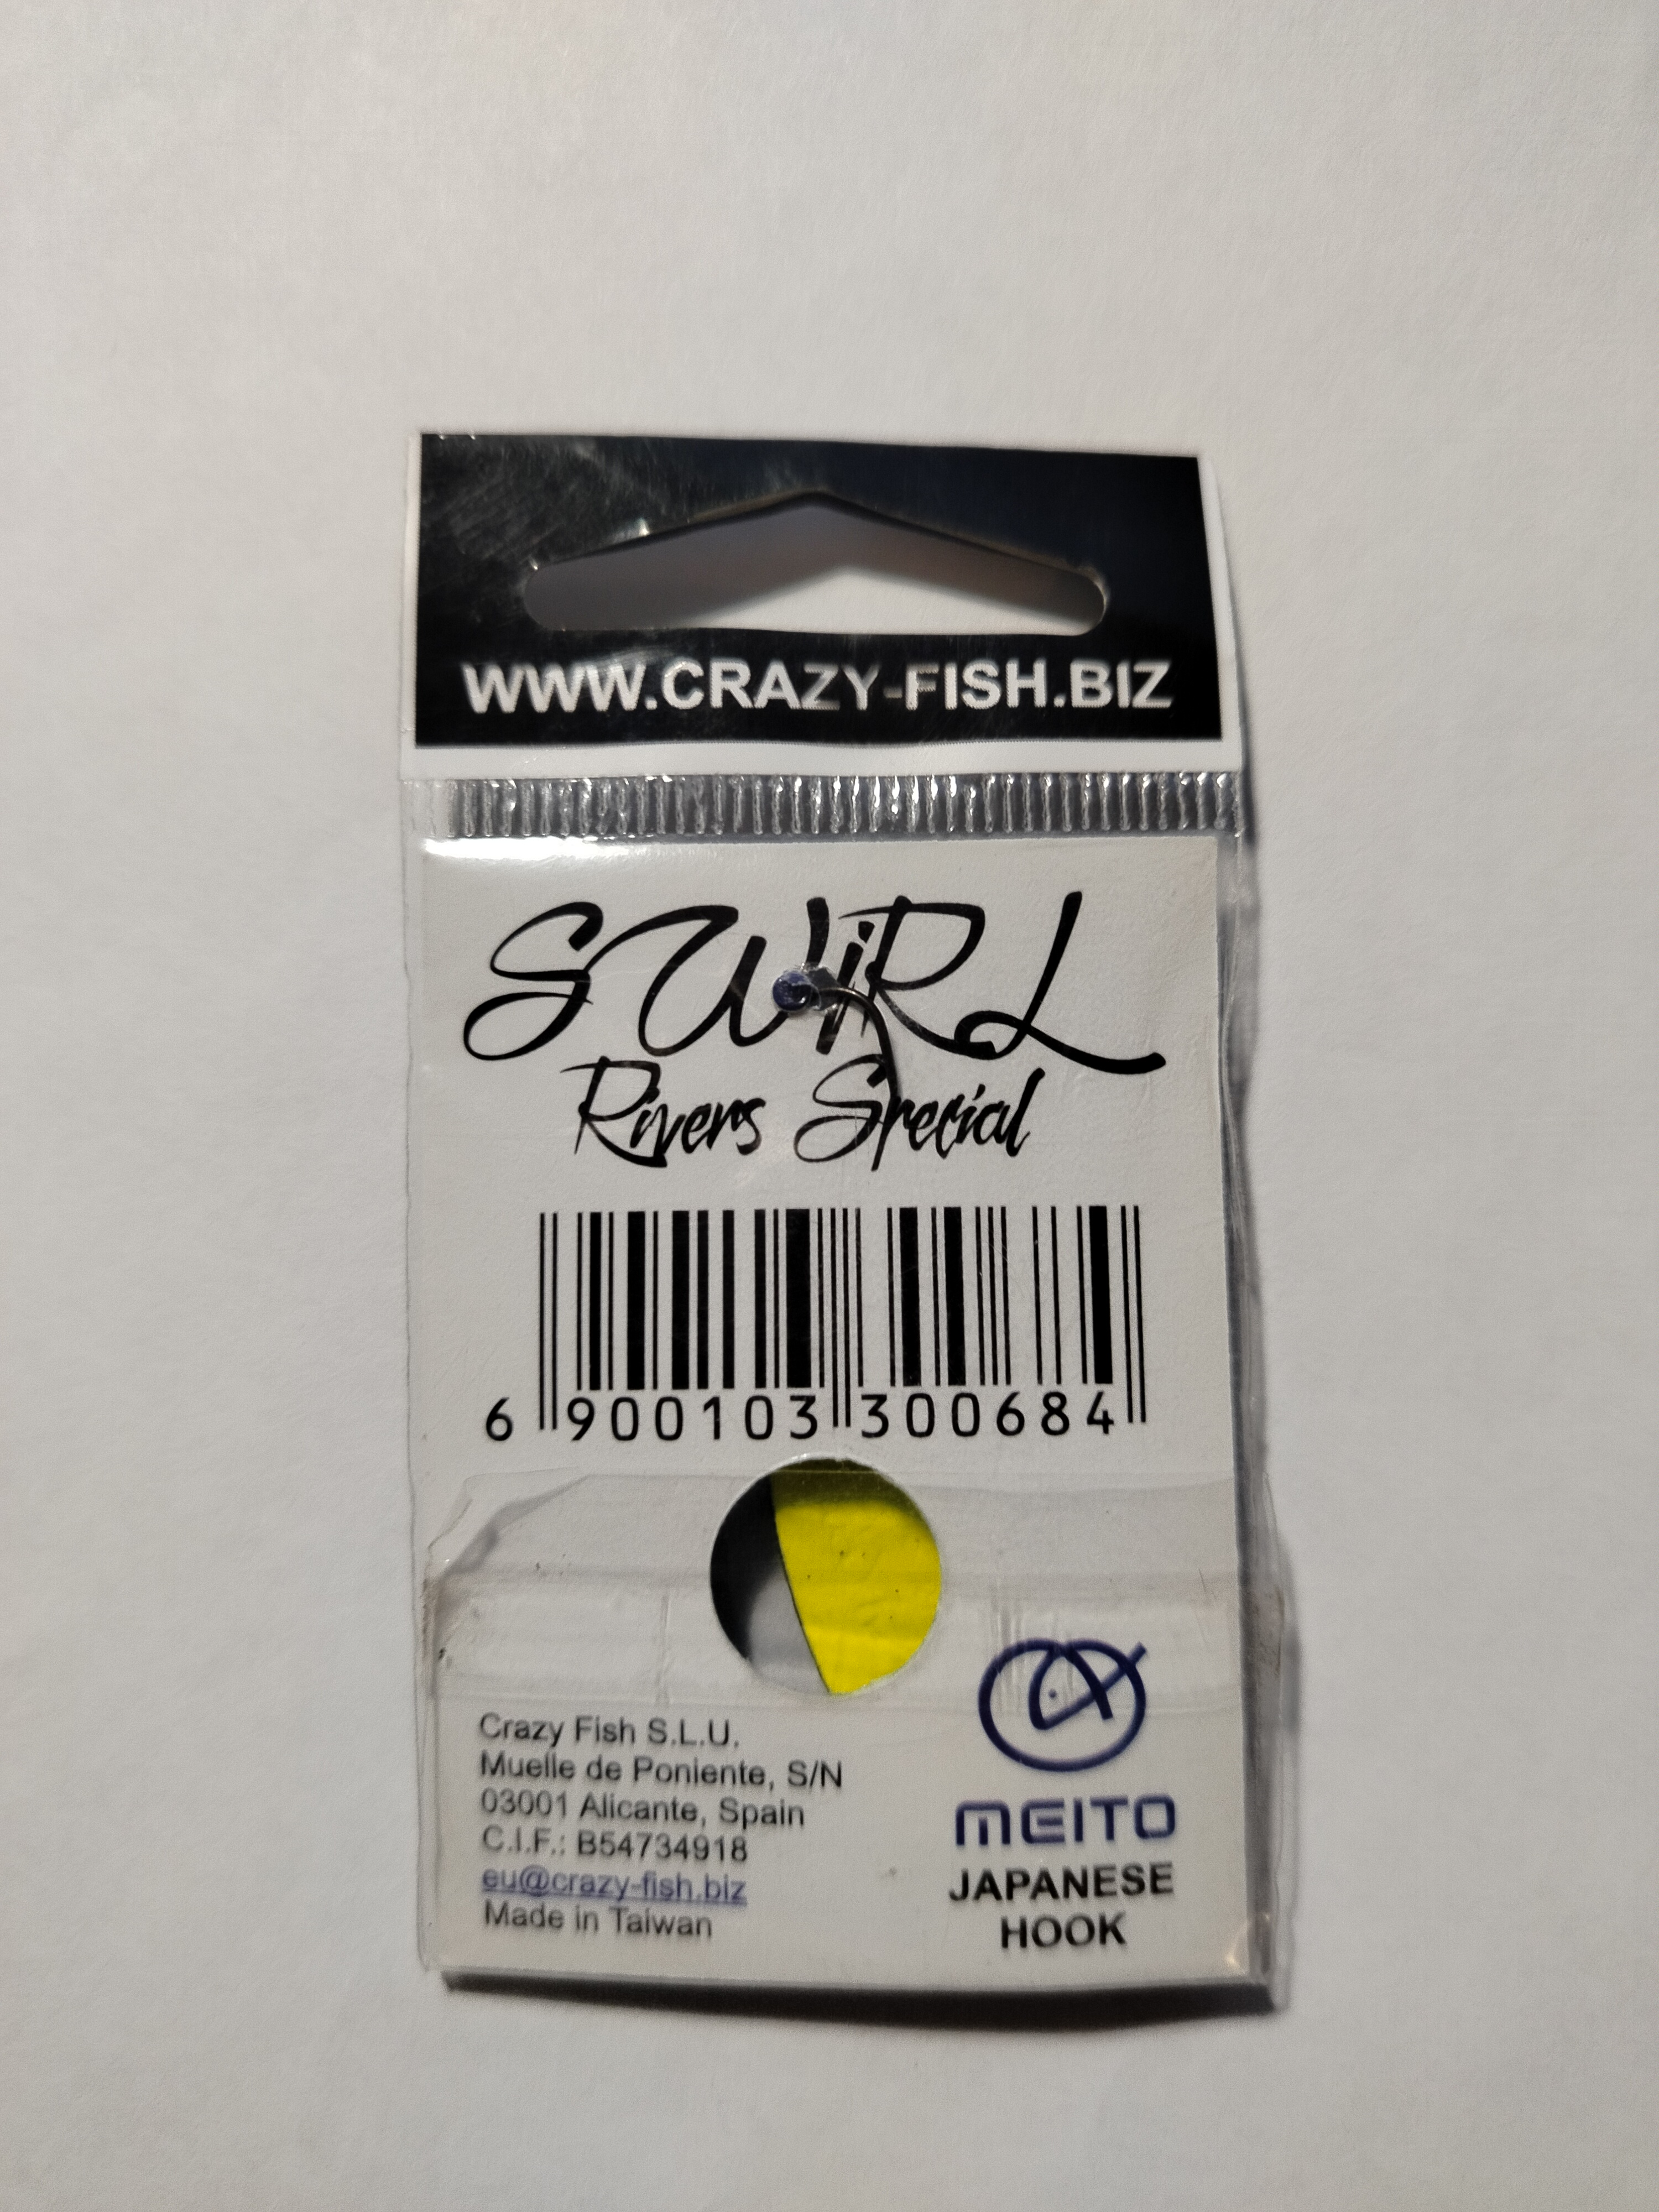 WWW.CRAZY-FISH.BIZ
SWiRL
Rivers Special
6 900103 300684
Crazy Fish S.L.U.
Muelle de Poniente, S/N
03001 Alicante, Spain
C.I.F.: B54734918
eu@crazy-fish.biz
Made in Taiwan
MEITO
JAPANESE
HOOK